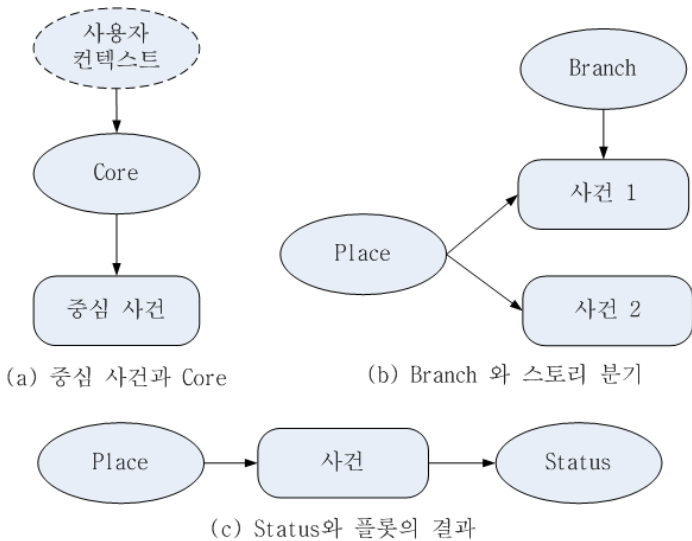 사용자
컨텍스트
Core
중심 사건
(a) 중심 사건과 Core
Branch
사건 1
Place
사건 2
(b) Branch 와 스토리 분기
Place
사건
Status
(c) Status와 플롯의 결과